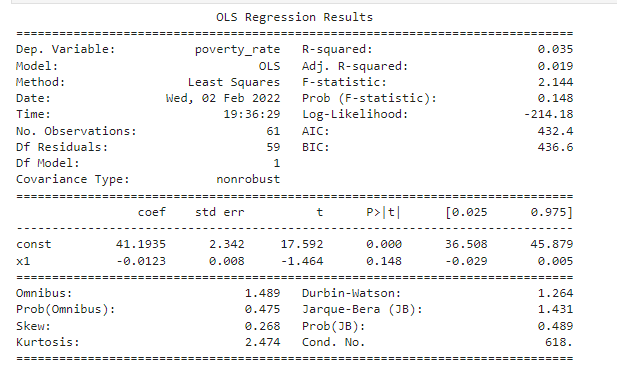 OLS Regression Results
==============================================================================
Dep. Variable:           poverty_rate   R-squared:                       0.035
Model:                            OLS   Adj. R-squared:                  0.019
Method:                 Least Squares   F-statistic:                     2.144
Date:                Wed, 02 Feb 2022   Prob (F-statistic):              0.148
Time:                        19:36:29   Log-Likelihood:                -214.18
No. Observations:                  61   AIC:                             432.4
Df Residuals:                      59   BIC:                             436.6
Df Model:                           1
Covariance Type:            nonrobust
==============================================================================
                 coef    std err          t      P>|t|      [0.025      0.975]
------------------------------------------------------------------------------
const         41.1935      2.342     17.592      0.000      36.508      45.879
x1            -0.0123      0.008     -1.464      0.148      -0.029       0.005
==============================================================================
Omnibus:                        1.489   Durbin-Watson:                   1.264
Prob(Omnibus):                  0.475   Jarque-Bera (JB):                1.431
Skew:                           0.268   Prob(JB):                        0.489
Kurtosis:                       2.474   Cond. No.                         618.
==============================================================================